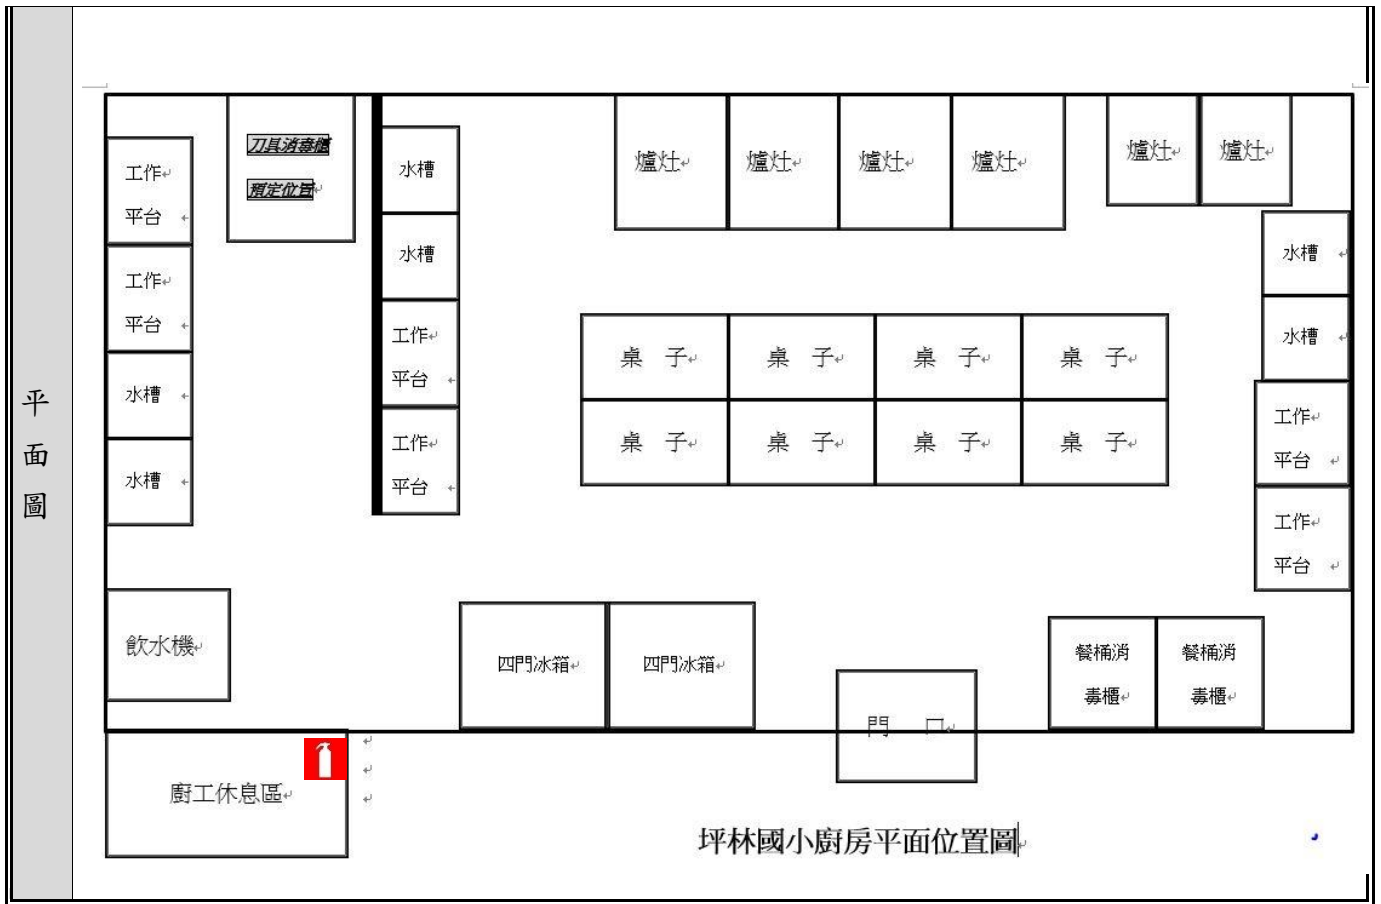 平
面
圖
工作
平台
工作
平台
水槽
水槽
刀具消毒櫃
預定位置
水槽
水槽
工作
平台
工作
平台
爐灶 爐灶 爐灶 爐灶
爐灶 爐灶
水槽
水槽
工作
平台
工作
平台
桌 子 桌 子 桌 子 桌 子
桌 子 桌 子 桌 子 桌 子
飲水機
四門冰箱 四門冰箱
門 口
餐桶消
毒櫃
餐桶消
毒櫃
廚工休息區
坪林國小廚房平面位置圖